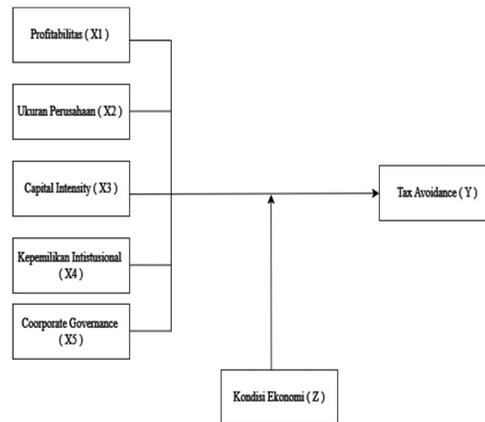 Profitabilitas ( X1 )
Ukuran Perusahaan ( X2 )
Capital Intensity ( X3 )
Tax Avoidance ( Y )
Kepemilikan Intistusional
( X4 )
Coorporate Governance
( X5 )
Kondisi Ekonomi ( Z )